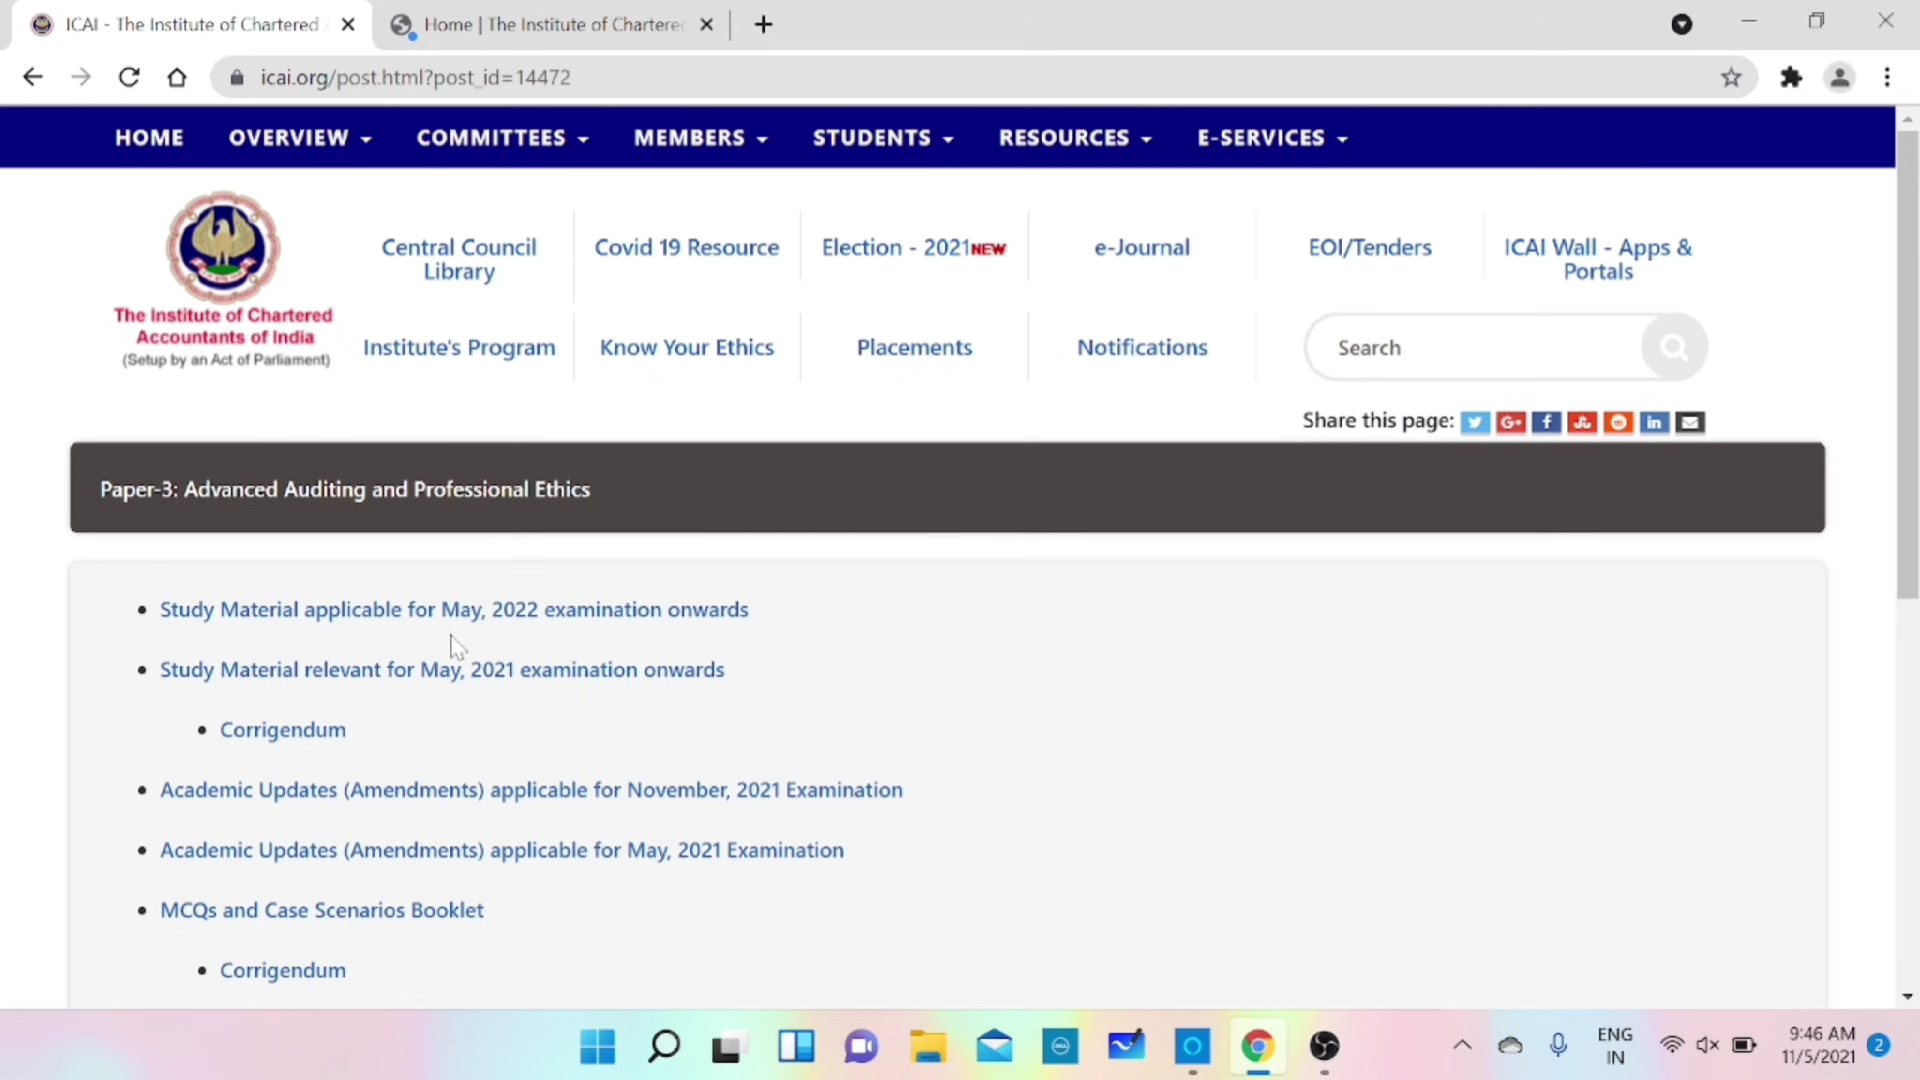 ICAI - The Institute of Chartered
Home | The Institute of Chartere
icai.org/post.html?post_id=14472
HOME OVERVIEW COMMITTEES MEMBERS STUDENTS RESOURCES E-SERVICES
Central Council Library
Covid 19 Resource
Election - 2021 NEW
e-Journal
EOI/Tenders
ICAI Wall - Apps & Portals
The Institute of Chartered
Accountants of India
(Setup by an Act of Parliament)
Institute's Program
Know Your Ethics
Placements
Notifications
Search
Share this page:
Paper-3: Advanced Auditing and Professional Ethics
Study Material applicable for May, 2022 examination onwards
Study Material relevant for May, 2021 examination onwards
Corrigendum
Academic Updates (Amendments) applicable for November, 2021 Examination
Academic Updates (Amendments) applicable for May, 2021 Examination
MCQs and Case Scenarios Booklet
Corrigendum
ENG
IN
9:46 AM
11/5/2021
2